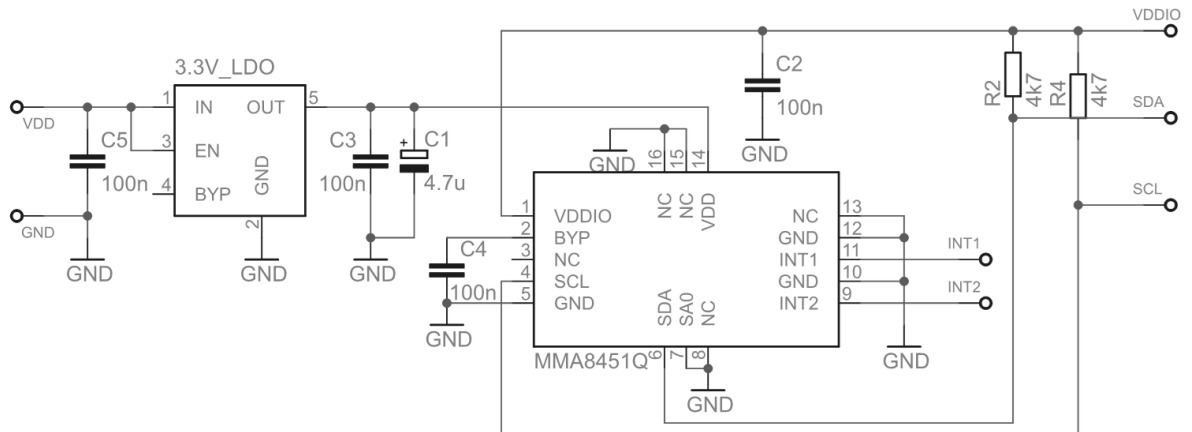 VDDIO
3.3V_LDO
C2
100n
R2
4k7
R4
4k7
GND
SDA
VDD
1
IN
OUT
5
3
EN
4
BYP
GND
2
C5
100n
C3
100n
C1
+
4.7u
GND
16
15
14
GND
GND
GND
GND
SCL
1
VDDIO
NC
NC
VDD
NC
13
2
BYP
GND
12
3
NC
INT1
11
INT1
4
SCL
GND
10
5
GND
INT2
9
INT2
C4
100n
SDA
SA0
NC
GND
GND
MMA8451Q
6
7
8
GND